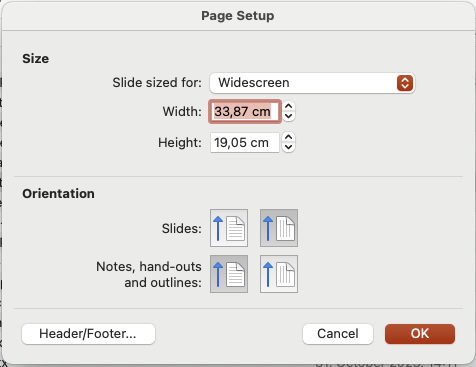 Page Setup
Size
Slide sized for: Widescreen
Width: 33,87 cm
Height: 19,05 cm
Orientation
Slides:
Notes, hand-outs
and outlines:
Header/Footer... Cancel OK